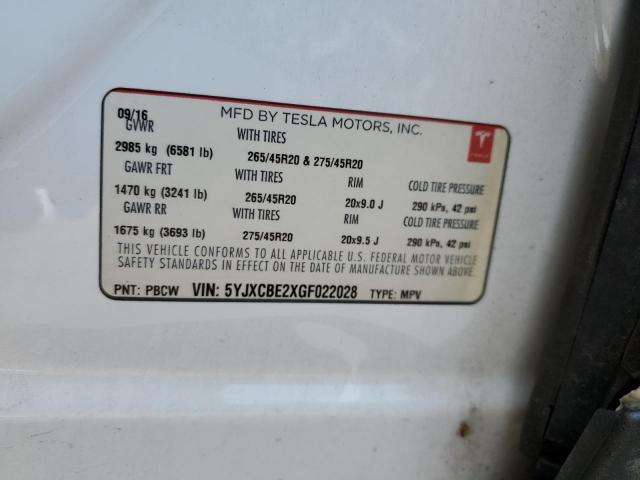 09/16 MFD BY TESLA MOTORS, INC.
GVWR WITH TIRES
2985 kg (6581 lb) 265/45R20 & 275/45R20
GAWR FRT WITH TIRES RIM COLD TIRE PRESSURE
1470 kg (3241 lb) 265/45R20 20x9.0 J 290 kPa, 42 psi
GAWR RR WITH TIRES RIM COLD TIRE PRESSURE
1675 kg (3693 lb) 275/45R20 20x9.5 J 290 kPa, 42 psi
THIS VEHICLE CONFORMS TO ALL APPLICABLE U.S. FEDERAL MOTOR VEHICLE
SAFETY STANDARDS IN EFFECT ON THE DATE OF MANUFACTURE SHOWN ABOVE.
PNT: PBCW VIN: 5YJXCBE2XGF022028 TYPE: MPV
TESLA